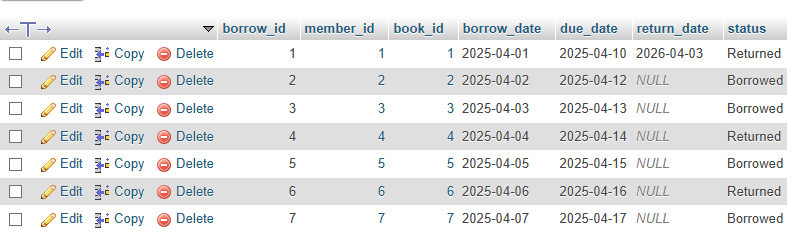 borrow_id member_id book_id borrow_date due_date return_date status
Edit Copy Delete 1 1 1 2025-04-01 2025-04-10 2026-04-03 Returned
Edit Copy Delete 2 2 2 2025-04-02 2025-04-12 NULL Borrowed
Edit Copy Delete 3 3 3 2025-04-03 2025-04-13 NULL Borrowed
Edit Copy Delete 4 4 4 2025-04-04 2025-04-14 NULL Returned
Edit Copy Delete 5 5 5 2025-04-05 2025-04-15 NULL Borrowed
Edit Copy Delete 6 6 6 2025-04-06 2025-04-16 NULL Returned
Edit Copy Delete 7 7 7 2025-04-07 2025-04-17 NULL Borrowed